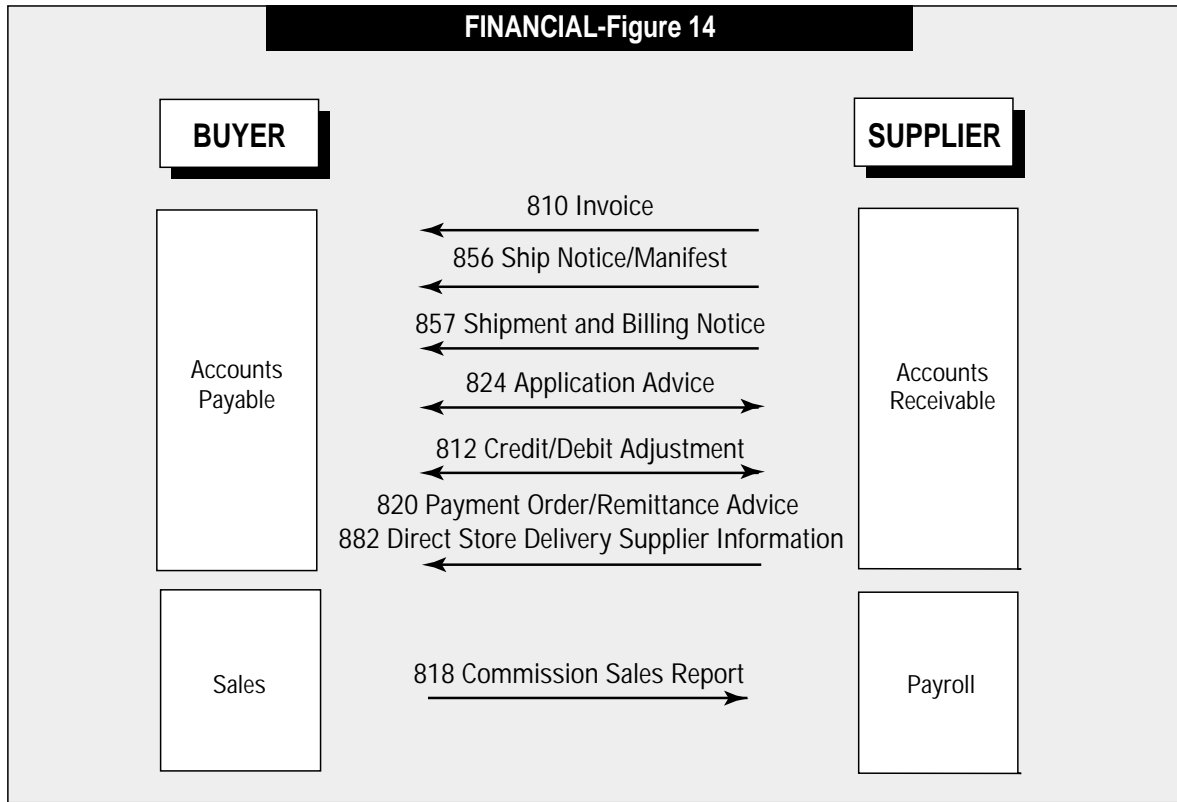 FINANCIAL-Figure 14
BUYER
SUPPLIER
810 Invoice
856 Ship Notice/Manifest
857 Shipment and Billing Notice
824 Application Advice
812 Credit/Debit Adjustment
820 Payment Order/Remittance Advice
882 Direct Store Delivery Supplier Information
Accounts
Payable
Accounts
Receivable
Sales
818 Commission Sales Report
Payroll